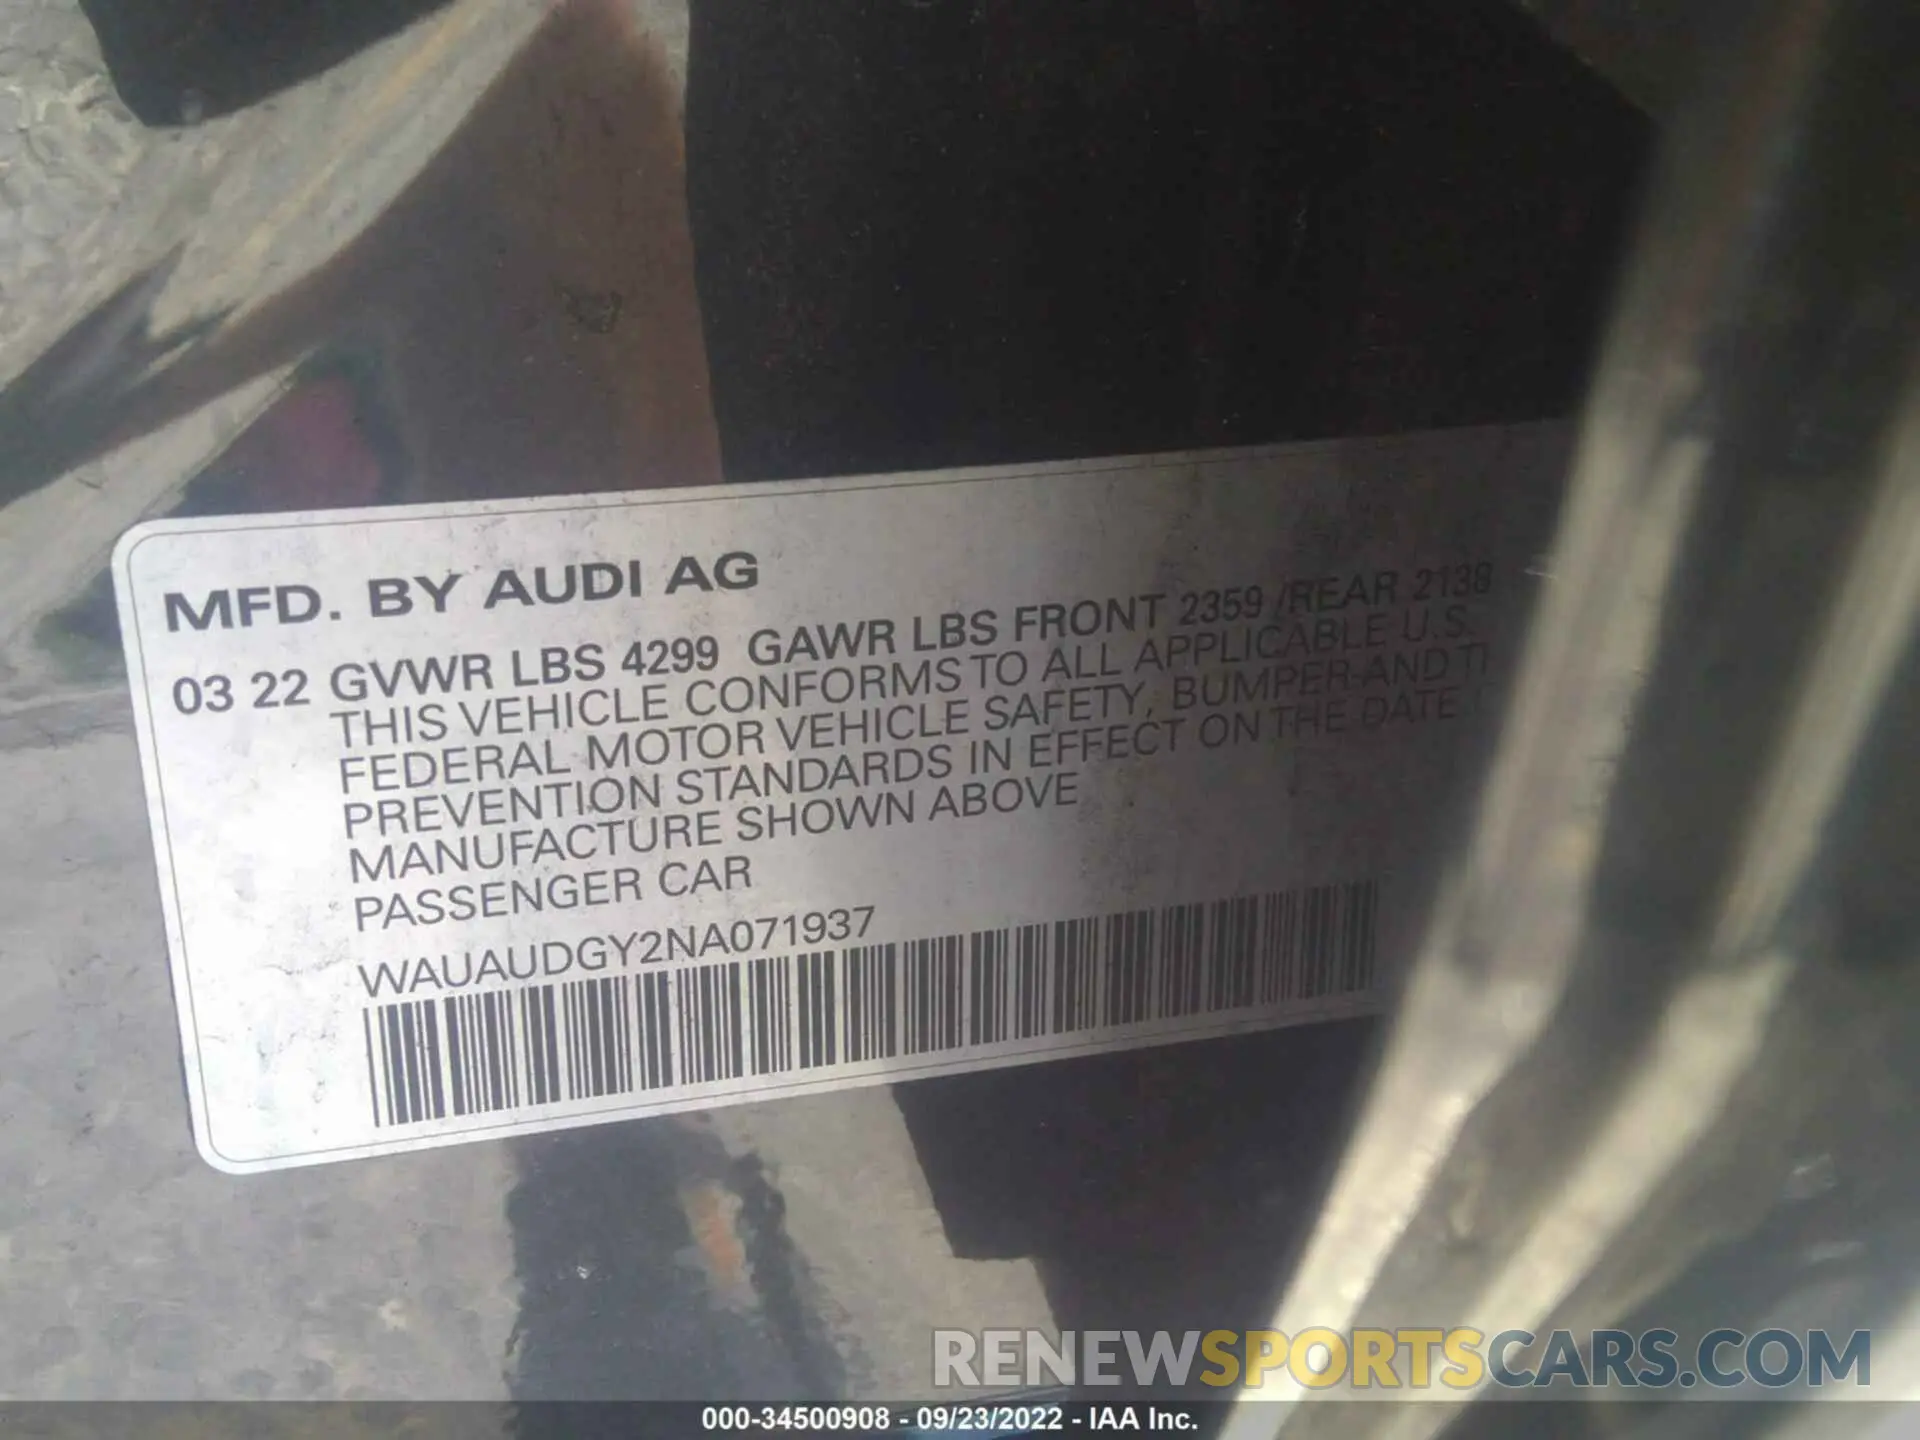 MFD. BY AUDI AG
03 22 GVWR LBS 4299 GAWR LBS FRONT 2359 /REAR 2138
THIS VEHICLE CONFORMS TO ALL APPLICABLE U.S.
FEDERAL MOTOR VEHICLE SAFETY, BUMPER AND
PREVENTION STANDARDS IN EFFECT ON THE DATE
MANUFACTURE SHOWN ABOVE
PASSENGER CAR
WAUAUDGY2NA071937
RENEWSPORTSCARS.COM
000-34500908 - 09/23/2022 - IAA Inc.